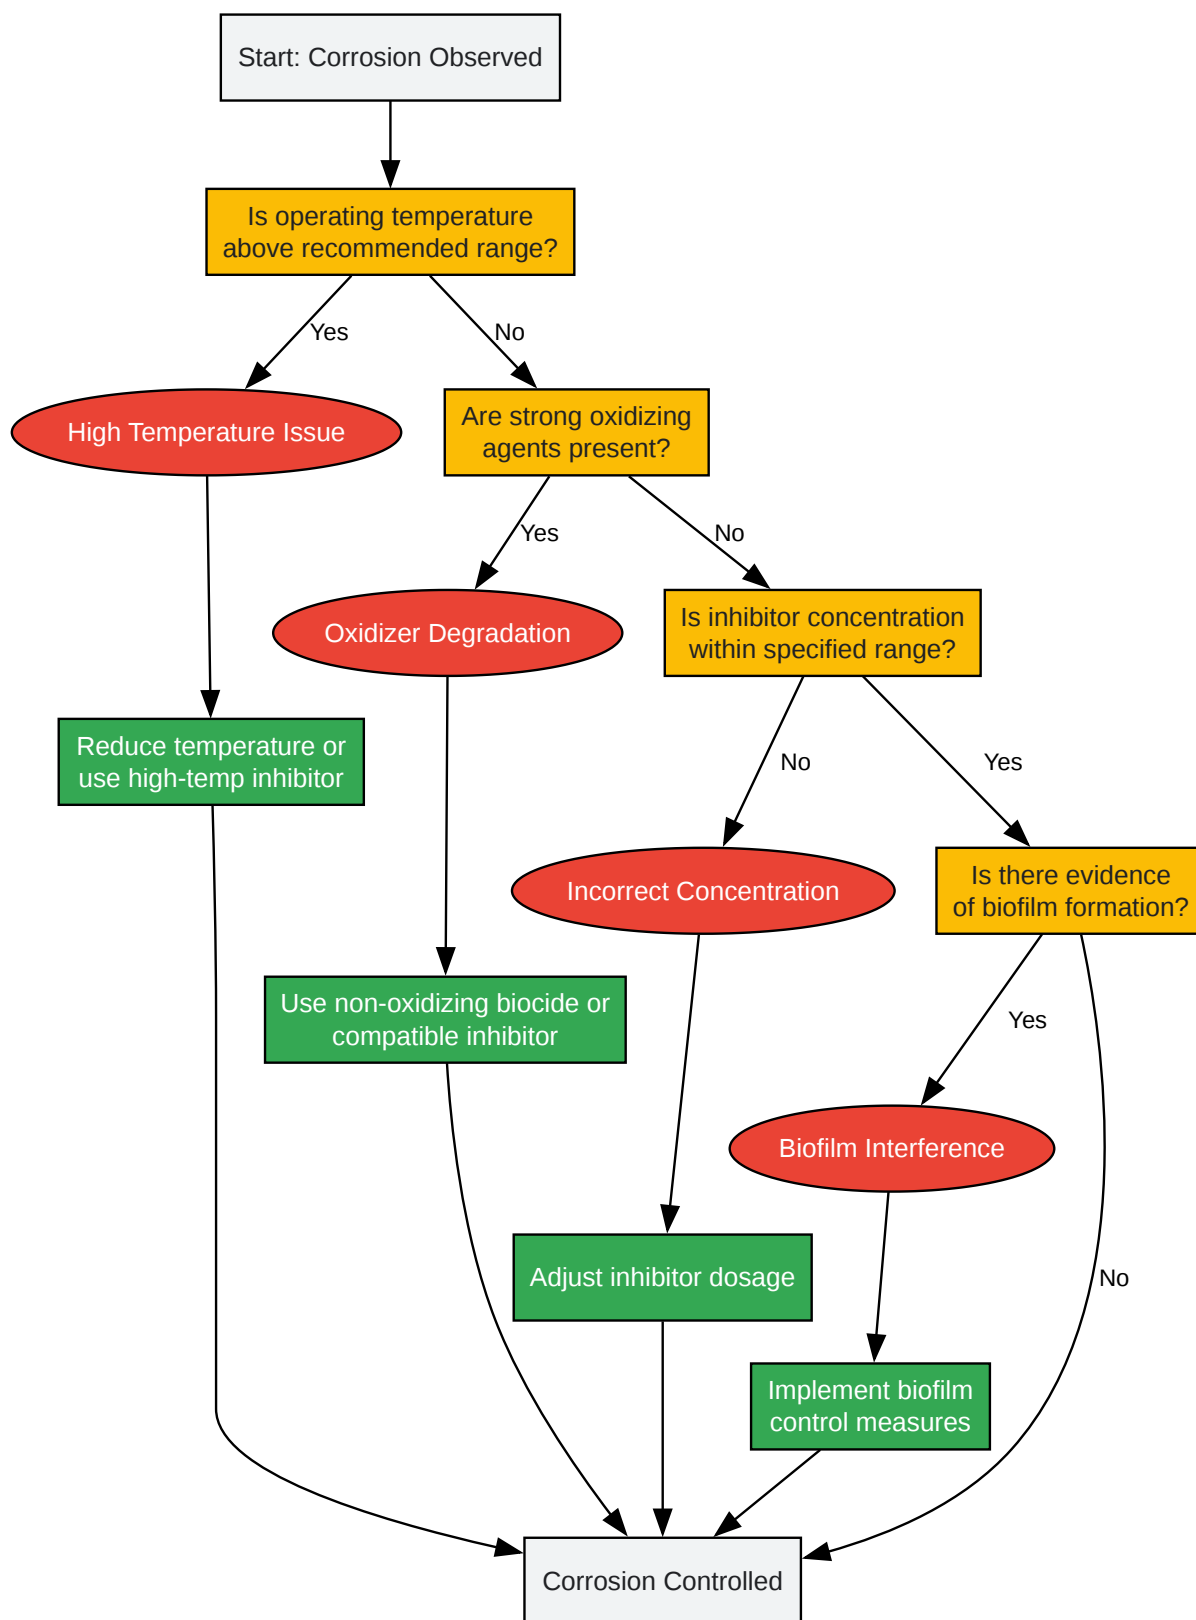 Start: Corrosion Observed
Is operating temperature
above recommended range?
Yes
No
High Temperature Issue
Are strong oxidizing
agents present?
Yes
No
Oxidizer Degradation
Is inhibitor concentration
within specified range?
Reduce temperature or
use high-temp inhibitor
No
Yes
Incorrect Concentration
Is there evidence
of biofilm formation?
Use non-oxidizing biocide or
compatible inhibitor
Yes
Biofilm Interference
Adjust inhibitor dosage
No
Implement biofilm
control measures
Corrosion Controlled